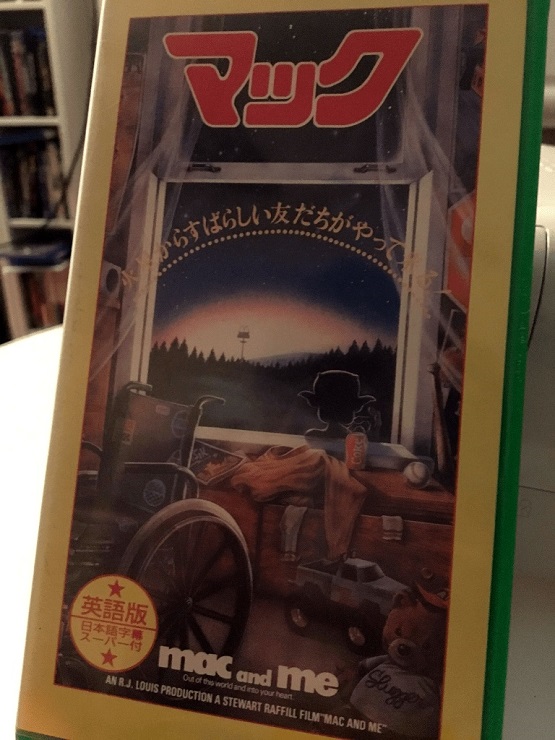 マック
からすばらしい友だちがやって
Coke
英語版
日本語字幕
スーパー付
mac and me
Out of this world and into your heart.
AN R.J. LOUIS PRODUCTION A STEWART RAFFILL FILM "MAC AND ME"
Slugger